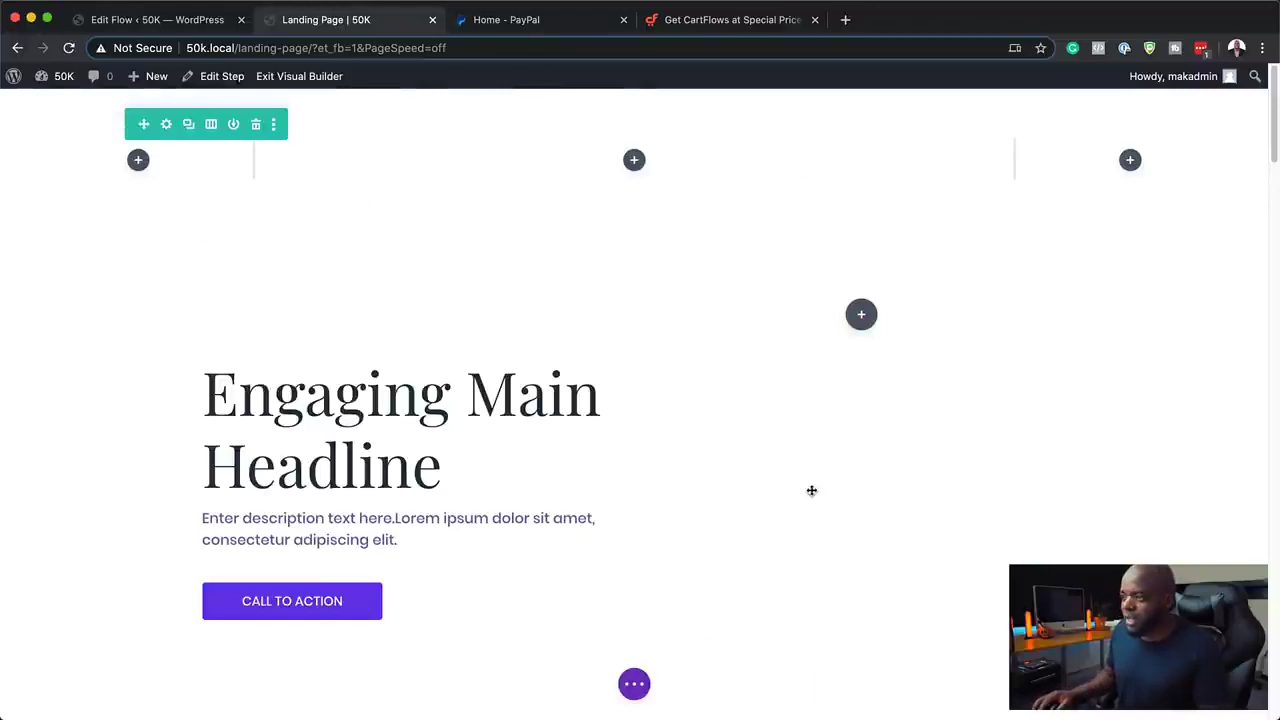 Edit Flow ‹ 50K — WordPress
Landing Page | 50K
Home - PayPal
Get CartFlows at Special Price
Not Secure
50k.local/landing-page/?et_fb=1&PageSpeed=off
50K
0
New
Edit Step
Exit Visual Builder
Howdy, makadmin
Engaging Main
Headline
Enter description text here.Lorem ipsum dolor sit amet,
consectetur adipiscing elit.
CALL TO ACTION